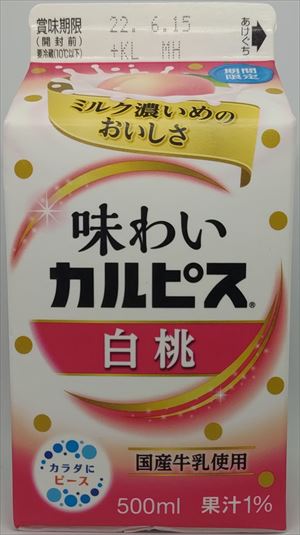 賞味期限
(開封前)
要冷蔵(10℃以下)
22.6.15
+KL MH
あけぐち
期間
限定
ミルク濃いめの
おいしさ
味わい
カルピス®
白桃
カラダに
ピース
国産牛乳使用
500ml 果汁1%